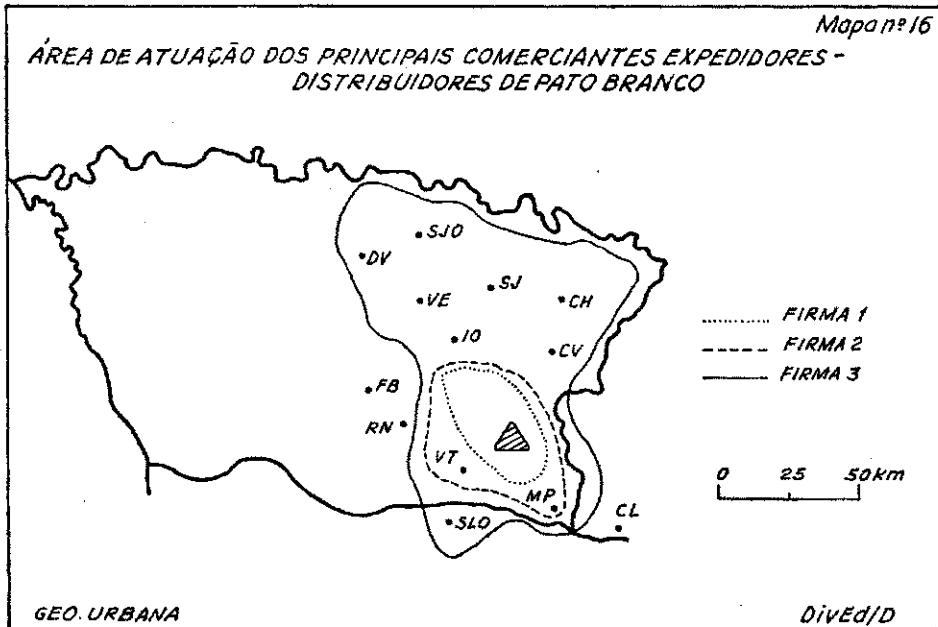 Mapa nº 16
ÁREA DE ATUAÇÃO DOS PRINCIPAIS COMERCIANTES EXPEDIDORES -
DISTRIBUIDORES DE PATO BRANCO
SJO
DV
SJ
VE
CH
IO
CV
FB
RN
VT
MP
SLO
CL
FIRMA 1
FIRMA 2
FIRMA 3
0 25 50km
GEO. URBANA
DivEd/D